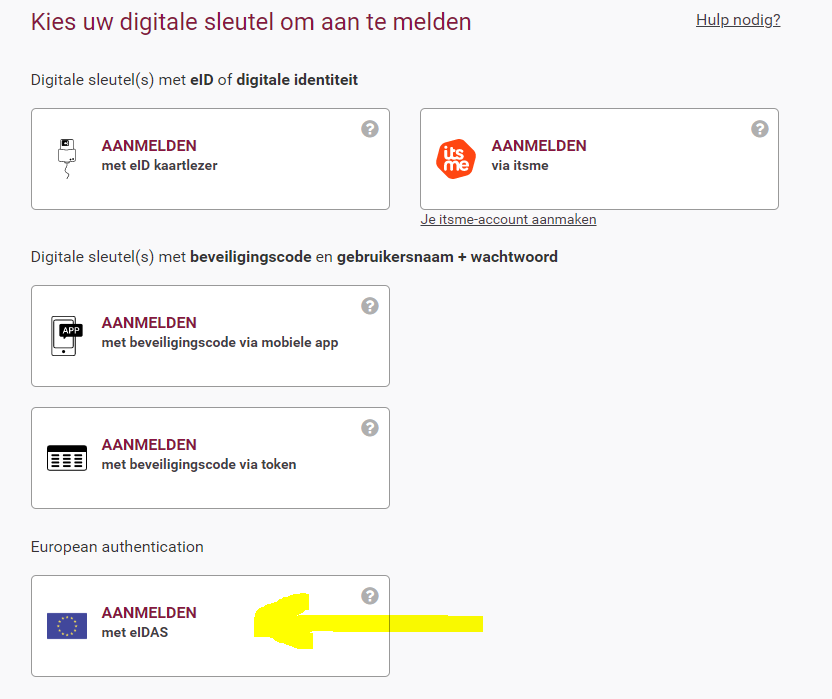 Kies uw digitale sleutel om aan te melden
Hulp nodig?
Digitale sleutel(s) met eID of digitale identiteit
?
AANMELDEN
met eID kaartlezer
?
its
me
AANMELDEN
via itsme
Je itsme-account aanmaken
Digitale sleutel(s) met beveiligingscode en gebruikersnaam + wachtwoord
?
APP
AANMELDEN
met beveiligingscode via mobiele app
?
AANMELDEN
met beveiligingscode via token
European authentication
?
AANMELDEN
met eIDAS